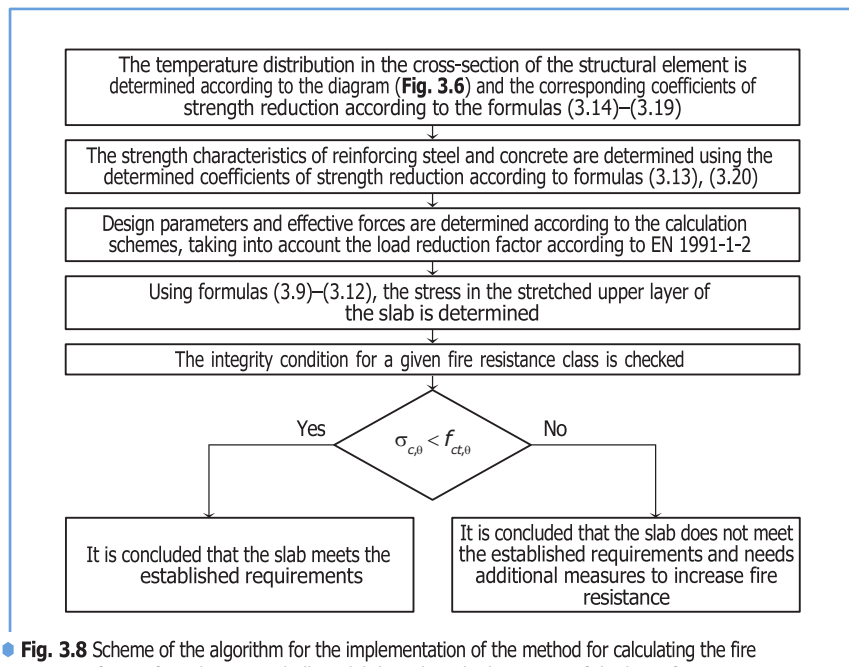 The temperature distribution in the cross-section of the structural element is
determined according to the diagram (Fig. 3.6) and the corresponding coefficients of
strength reduction according to the formulas (3.14)–(3.19)
The strength characteristics of reinforcing steel and concrete are determined using the
determined coefficients of strength reduction according to formulas (3.13), (3.20)
Design parameters and effective forces are determined according to the calculation
schemes, taking into account the load reduction factor according to EN 1991-1-2
Using formulas (3.9)–(3.12), the stress in the stretched upper layer of
the slab is determined
The integrity condition for a given fire resistance class is checked
Yes
σc,θ < fct,θ
No
It is concluded that the slab meets the
established requirements
It is concluded that the slab does not meet
the established requirements and needs
additional measures to increase fire
resistance
Fig. 3.8 Scheme of the algorithm for the implementation of the method for calculating the fire